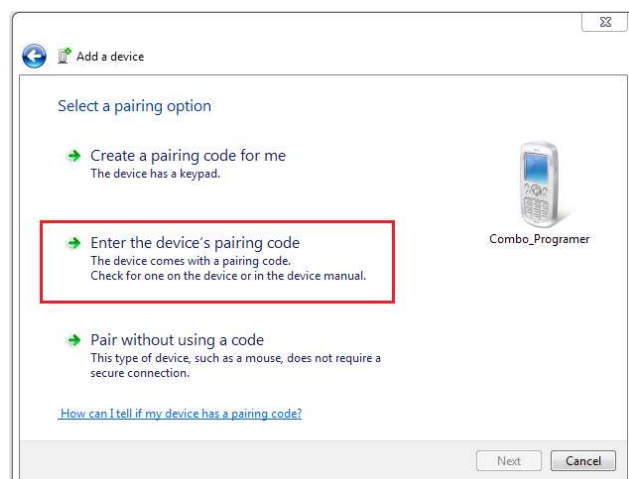 Add a device
Select a pairing option
Create a pairing code for me
The device has a keypad.
Enter the device's pairing code
The device comes with a pairing code.
Check for one on the device or in the device manual.
Combo_Programer
Pair without using a code
This type of device, such as a mouse, does not require a
secure connection.
How can I tell if my device has a pairing code?
Next Cancel